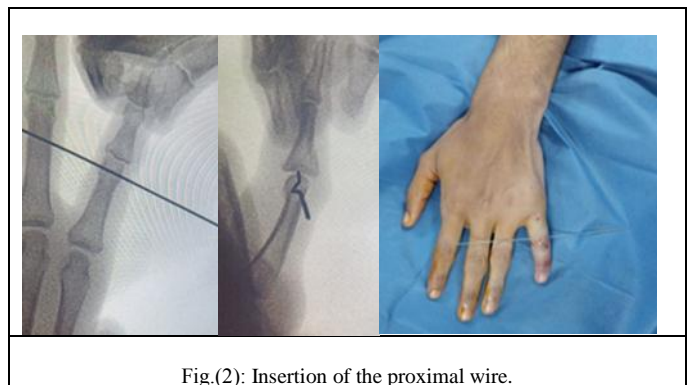 Fig.(2): Insertion of the proximal wire.